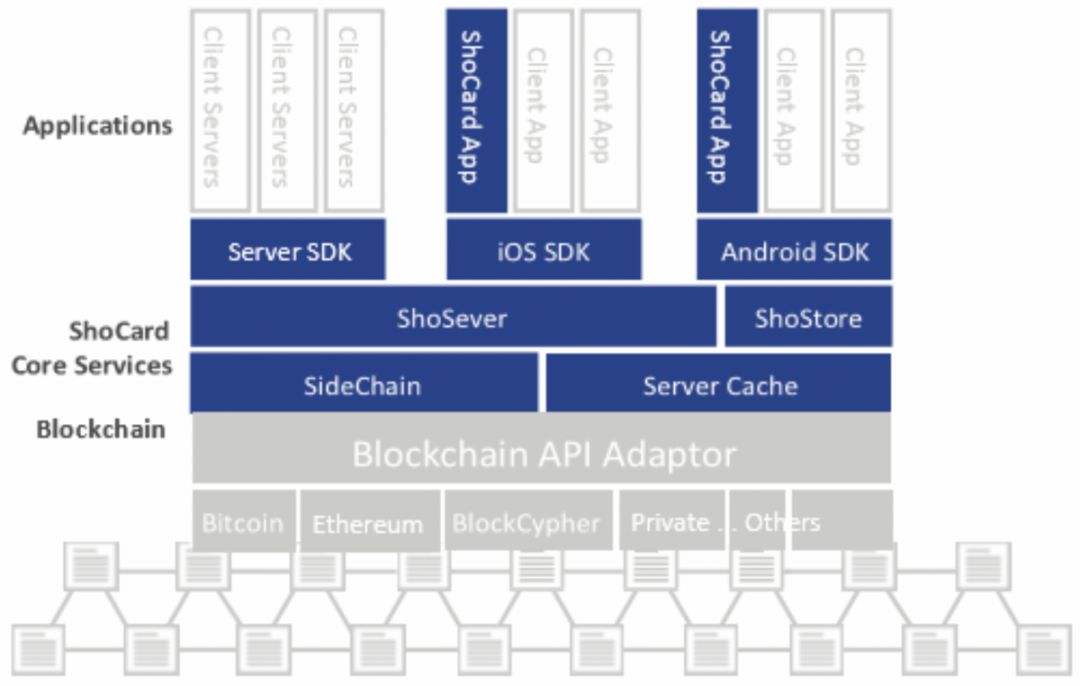 Applications
Client Servers
Client Servers
Client Servers
ShoCard App
Client App
Client App
ShoCard App
Client App
Client App
Server SDK
iOS SDK
Android SDK
ShoCard
Core Services
ShoSever
ShoStore
SideChain
Server Cache
Blockchain
Blockchain API Adaptor
Bitcoin
Ethereum
BlockCypher
Private ... Others